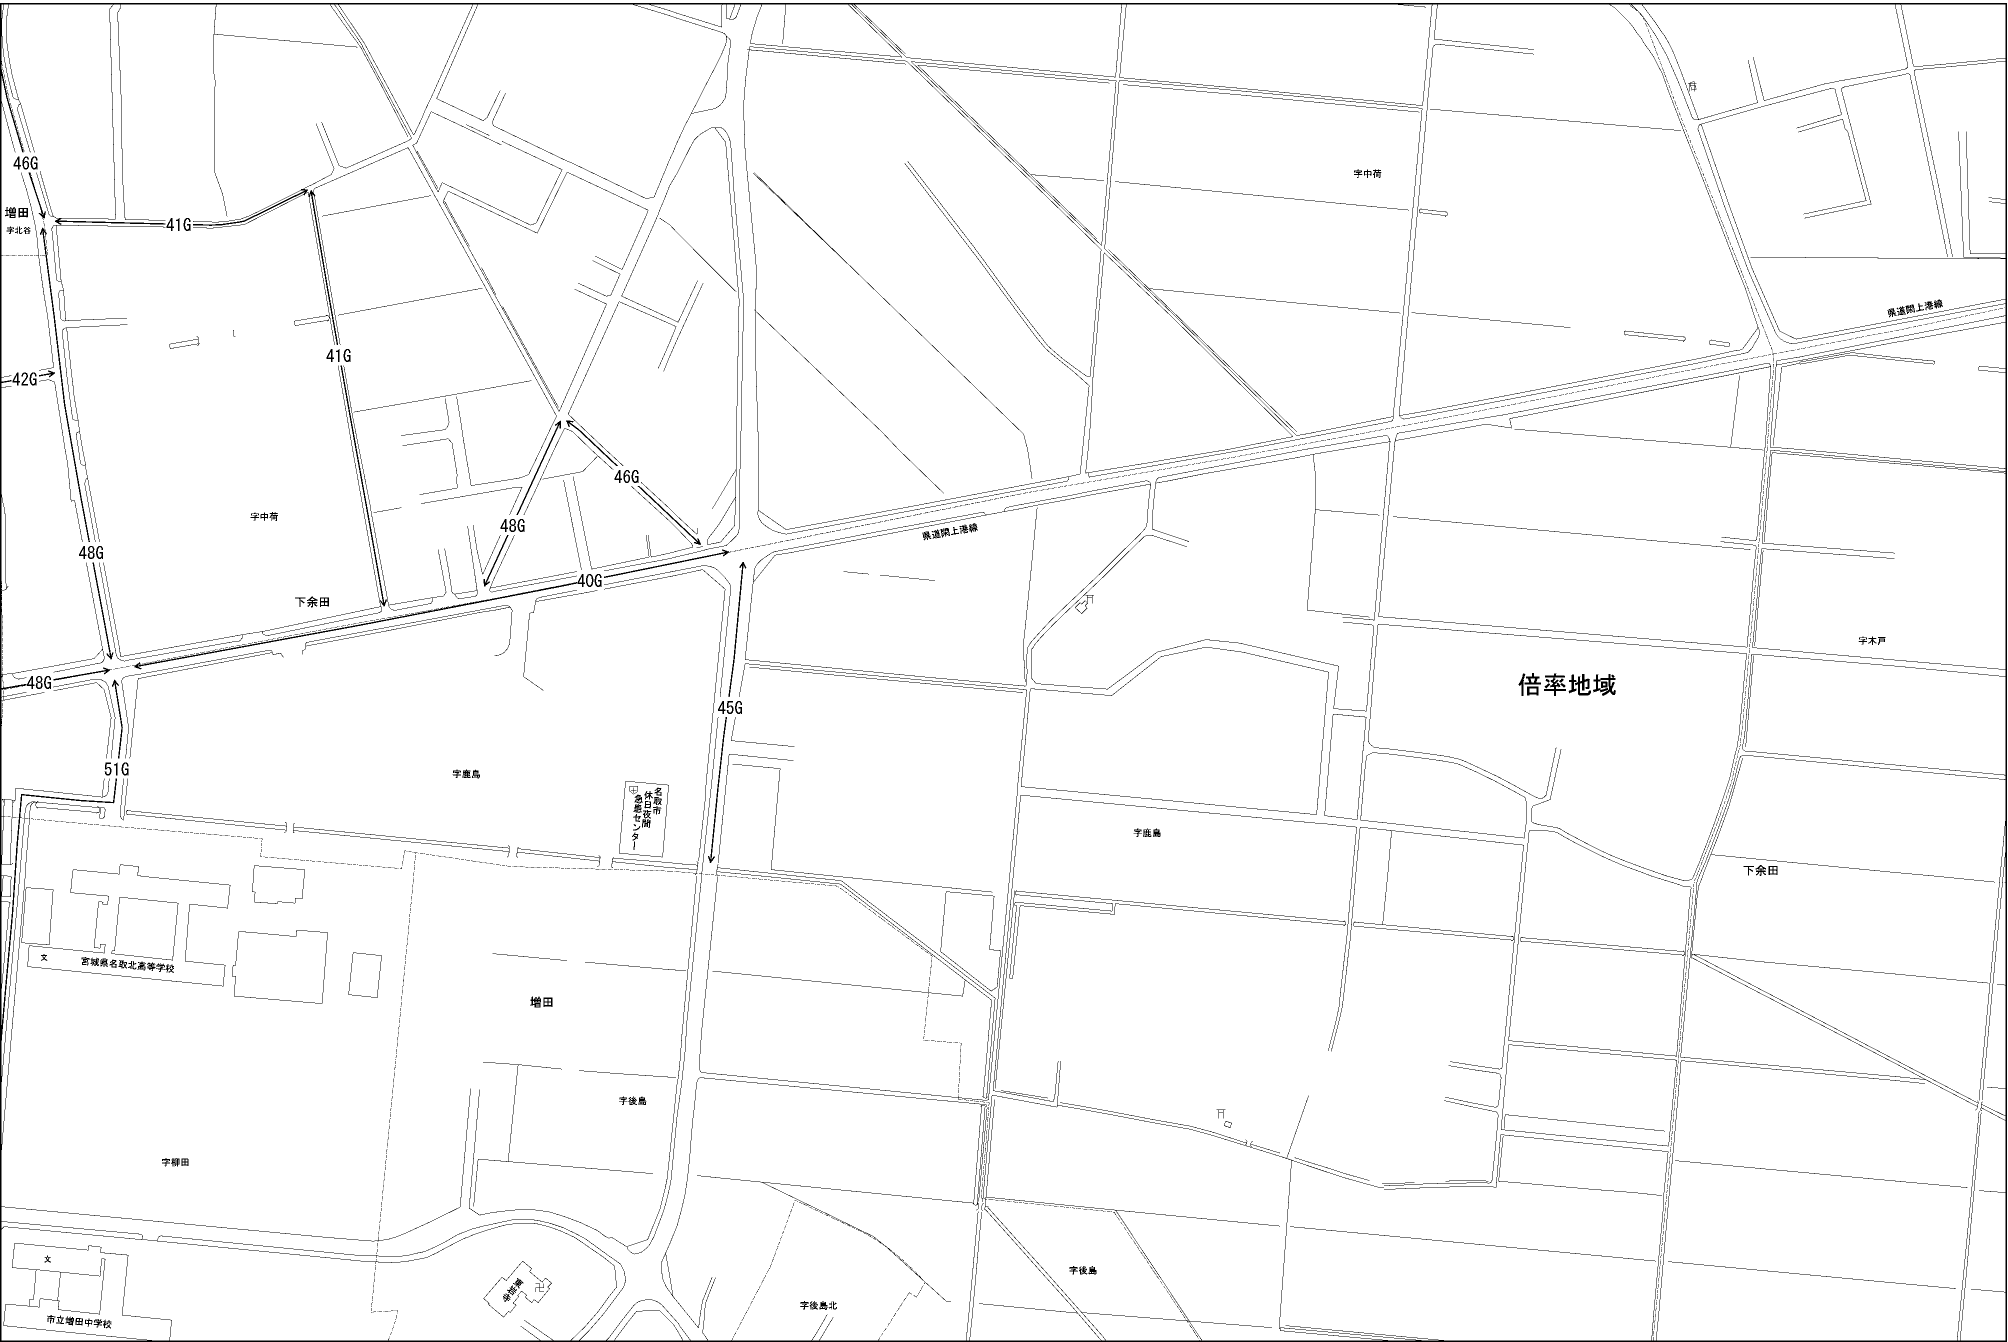 46G
増田
字北谷
41G
字中荷
県道閖上港線
41G
42G
46G
48G
字中荷
48G
県道閖上港線
40G
下余田
字木戸
48G
倍率地域
45G
51G
字鹿島
名取市
休日夜間
急患センター
字鹿島
下余田
文
宮城県名取北高等学校
増田
字後島
字柳田
文
東岩寺
字後島
字後島北
市立増田中学校